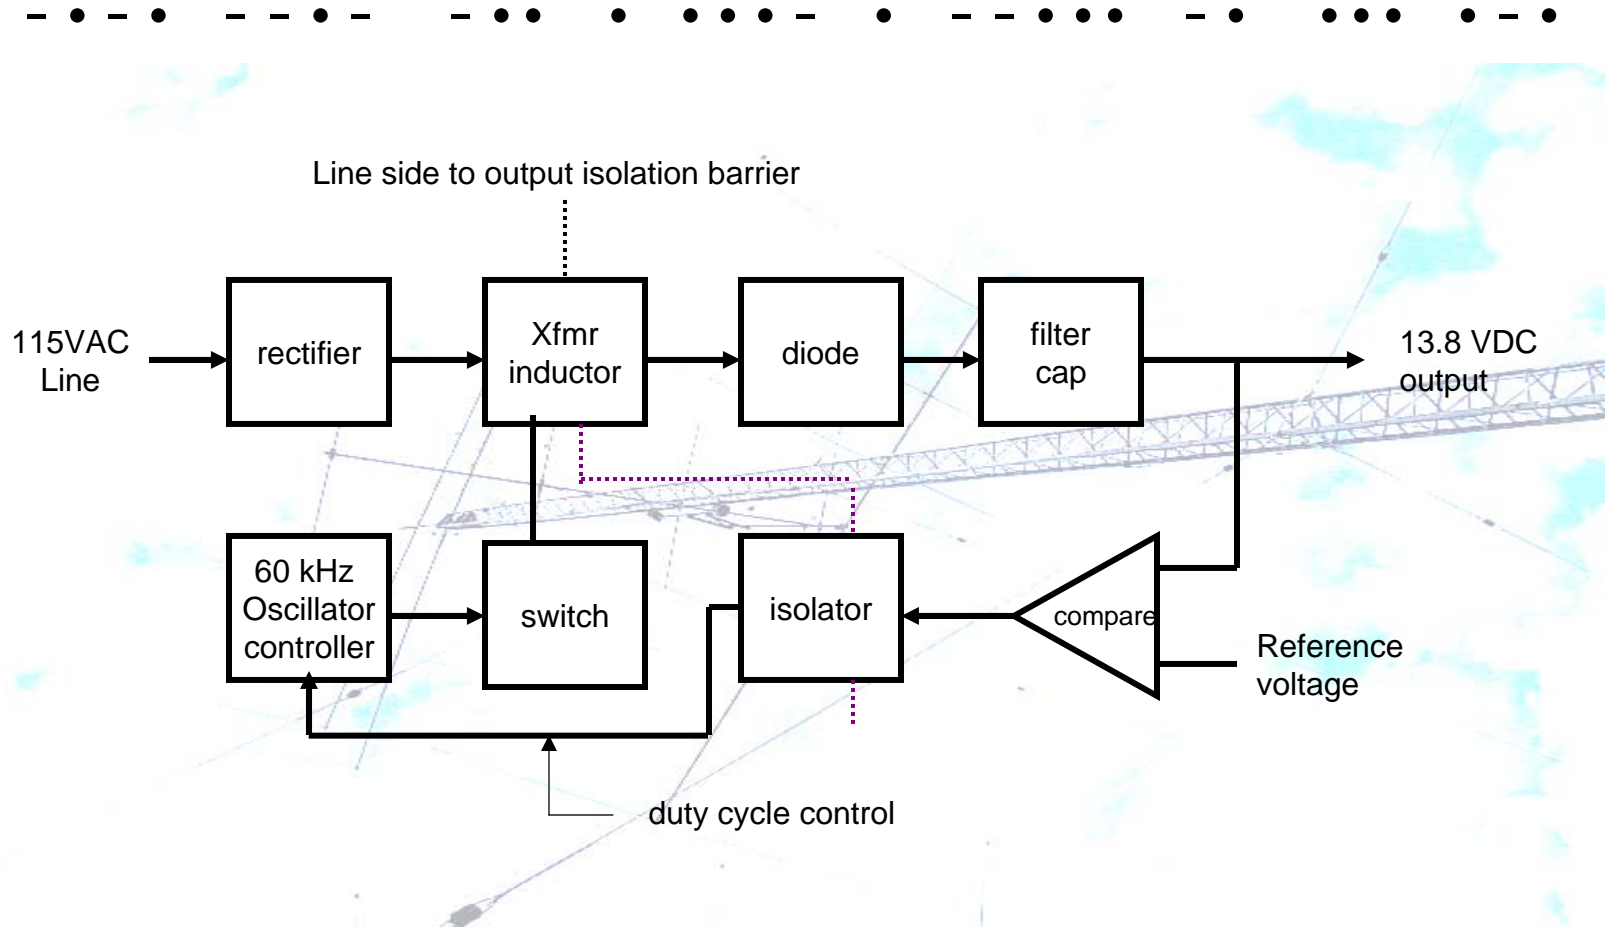 Line side to output isolation barrier
115VAC
Line
rectifier
Xfmr
inductor
diode
filter
cap
13.8 VDC
output
60 kHz
Oscillator
controller
switch
isolator
compare
Reference
voltage
duty cycle control